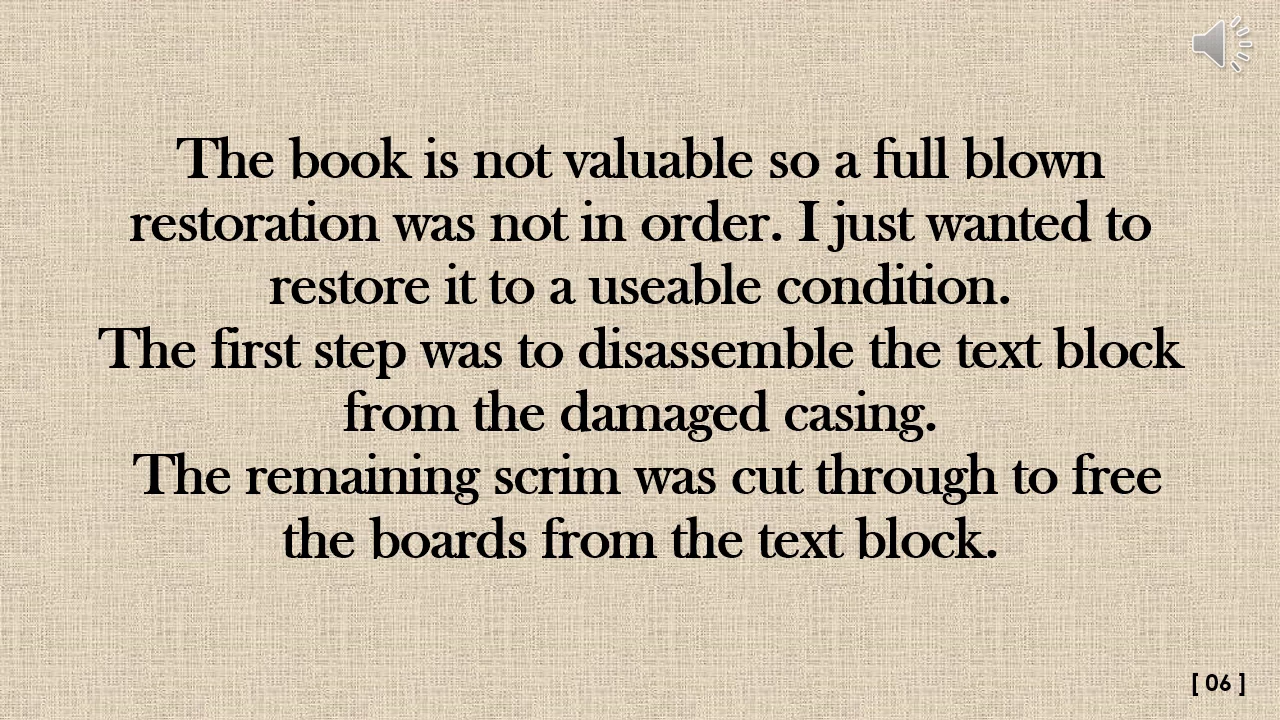 The book is not valuable so a full blown
restoration was not in order. I just wanted to
restore it to a useable condition.
The first step was to disassemble the text block
from the damaged casing.
The remaining scrim was cut through to free
the boards from the text block.
[ 06 ]